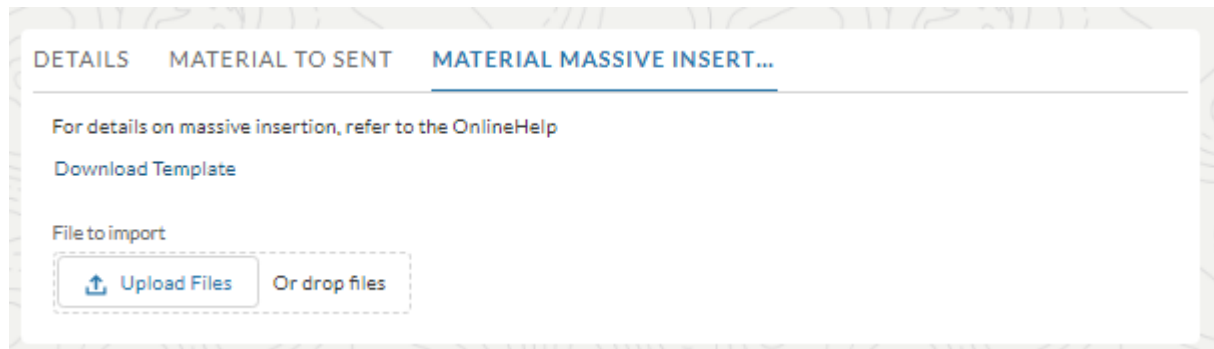 DETAILS MATERIAL TO SENT MATERIAL MASSIVE INSERT...
For details on massive insertion, refer to the OnlineHelp
Download Template
File to import
Upload Files Or drop files